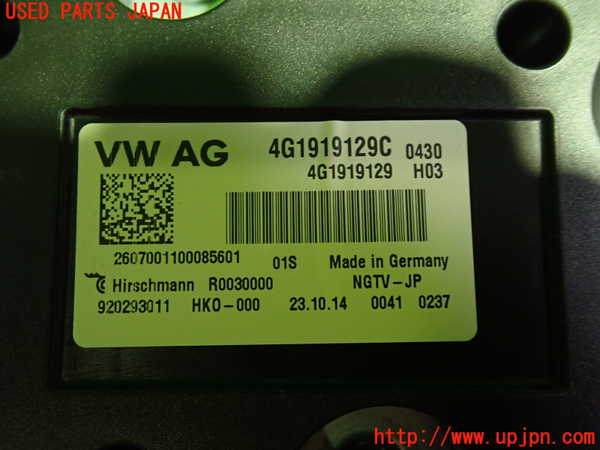 USED PARTS JAPAN
VW AG 4G1919129C 0430
4G1919129 H03
2607001100085601 01S Made in Germany
Hirschmann R0030000 NGTV-JP
920293011 HKO-000 23.10.14 0041 0237
http://www.upjpn.com/